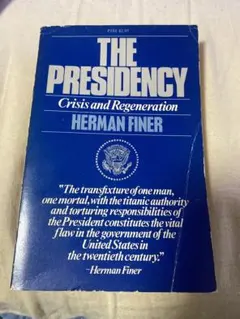 THE
PRESIDENCY
Crisis and Regeneration
HERMAN FINER
"The transfixture of one man,
one mortal, with the titanic authority
and torturing responsibilities of
the President constitutes the vital
flaw in the government of the
United States in
the twentieth century."
-Herman Finer